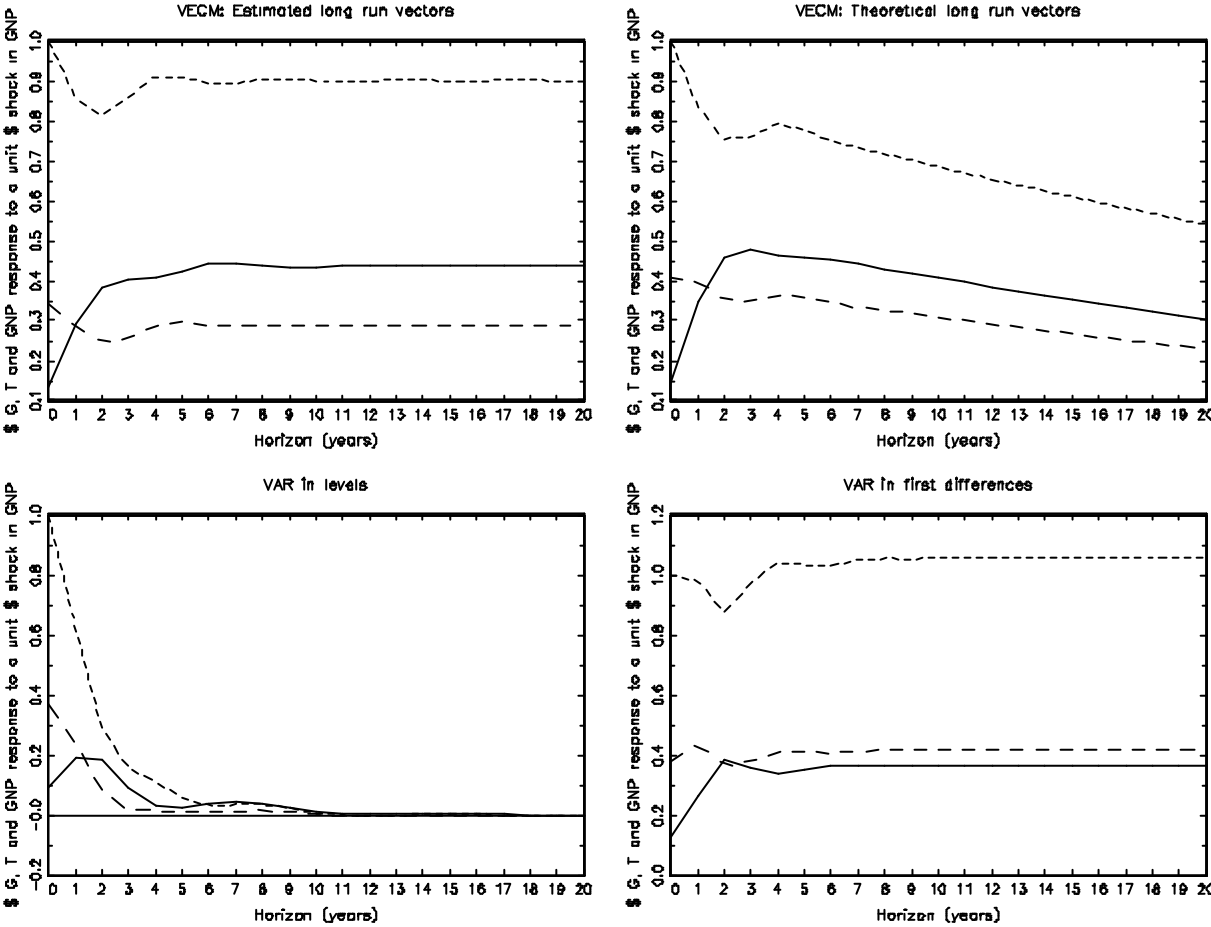 VECM: Estimated long run vectors
$ G, T and GNP response to a unit $ shock in GNP
1.0
0.9
0.8
0.7
0.6
0.5
0.4
0.3
0.2
0.1
0 1 2 3 4 5 6 7 8 9 10 11 12 13 14 15 16 17 18 19 20
Horizon (years)
VECM: Theoretical long run vectors
$ G, T and GNP response to a unit $ shock in GNP
1.0
0.9
0.8
0.7
0.6
0.5
0.4
0.3
0.2
0.1
0 1 2 3 4 5 6 7 8 9 10 11 12 13 14 15 16 17 18 19 20
Horizon (years)
VAR in levels
$ G, T and GNP response to a unit $ shock in GNP
1.0
0.8
0.6
0.4
0.2
-0.0
-0.2
0 1 2 3 4 5 6 7 8 9 10 11 12 13 14 15 16 17 18 19 20
Horizon (years)
VAR in first differences
$ G, T and GNP response to a unit $ shock in GNP
1.2
1.0
0.8
0.6
0.4
0.2
0.0
0 1 2 3 4 5 6 7 8 9 10 11 12 13 14 15 16 17 18 19 20
Horizon (years)